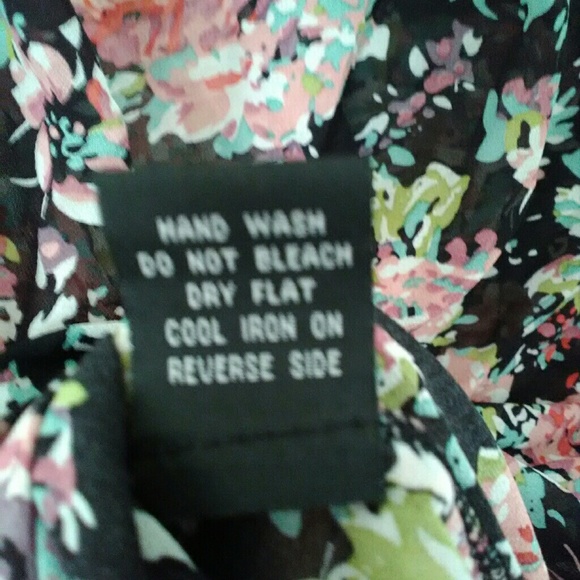 HAND WASH
DO NOT BLEACH
DRY FLAT
COOL IRON ON
REVERSE SIDE